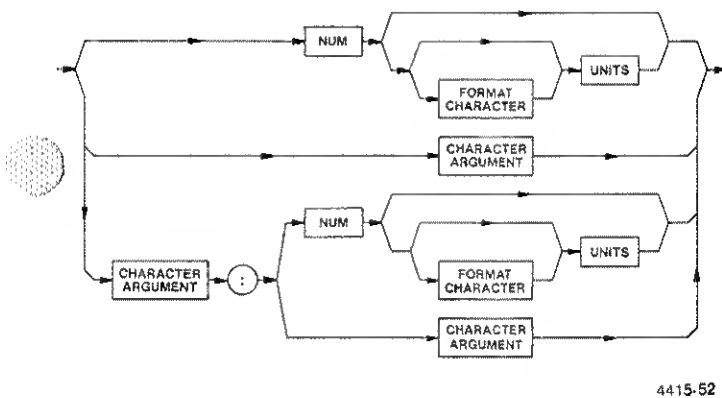 NUM
UNITS
FORMAT
CHARACTER
CHARACTER
ARGUMENT
NUM
UNITS
FORMAT
CHARACTER
CHARACTER
ARGUMENT
:
CHARACTER
ARGUMENT
4415-52